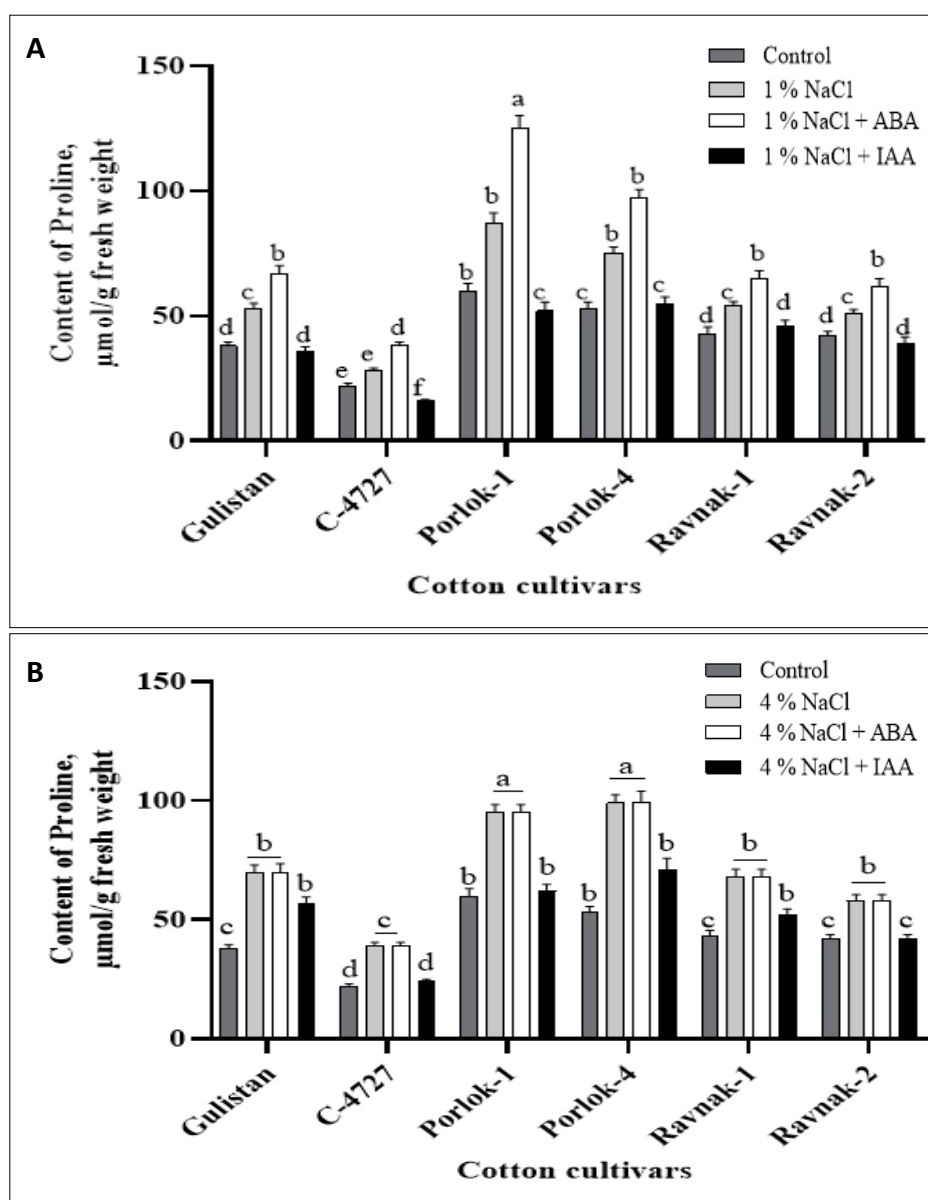 A
Content of Proline,
µmol/g fresh weight
150
100
50
0
Control
1 % NaCl
1 % NaCl + ABA
1 % NaCl + IAA
d c b d
e e d f
b b a c
c b b c
d c b d
d c b d
Gulistan
C-4727
Porlok-1
Porlok-4
Ravnak-1
Ravnak-2
Cotton cultivars
B
Content of Proline,
µmol/g fresh weight
150
100
50
0
Control
4 % NaCl
4 % NaCl + ABA
4 % NaCl + IAA
c b b
d c d
b a b
b a b
c b b
c b c
Gulistan
C-4727
Porlok-1
Porlok-4
Ravnak-1
Ravnak-2
Cotton cultivars